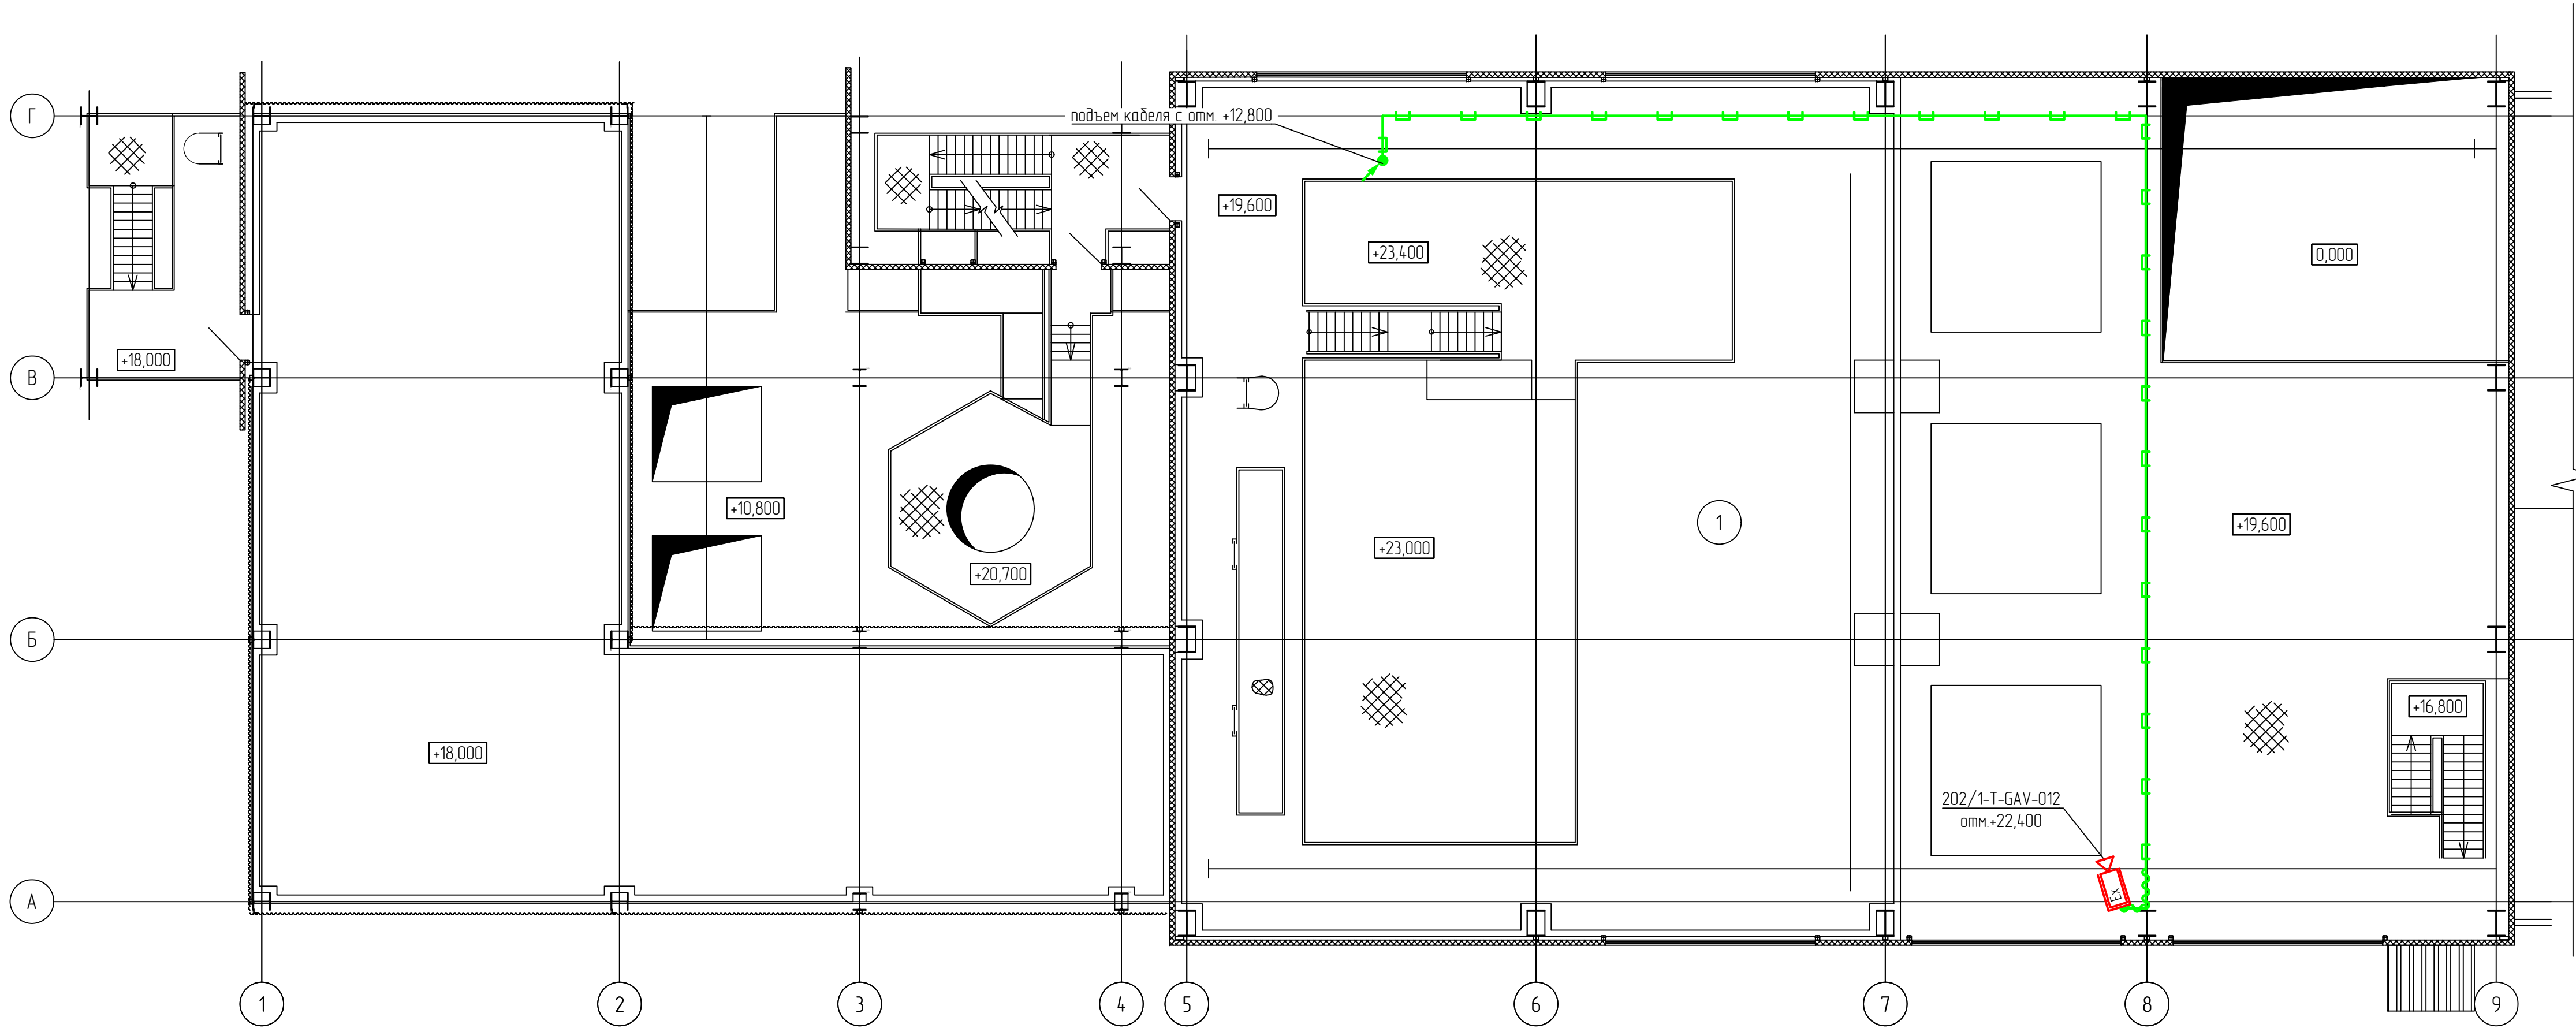 Г
подъем кабеля с отм. +12,800
+19,600
+23,400
0,000
+18,000
В
+10,800
1
+19,600
+23,000
+20,700
Б
+16,800
+18,000
202/1-T-GAV-012
отм.+22,400
Ex
А
1
2
3
4
5
6
7
8
9